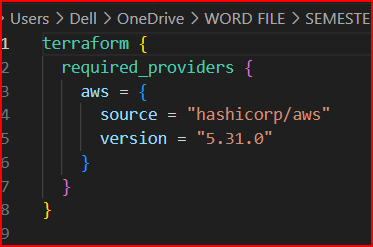 Users > Dell > OneDrive > WORD FILE > SEMESTE
1 terraform {
2 required_providers {
3 aws = {
4 source = "hashicorp/aws"
5 version = "5.31.0"
6 }
7 }
8 }
9